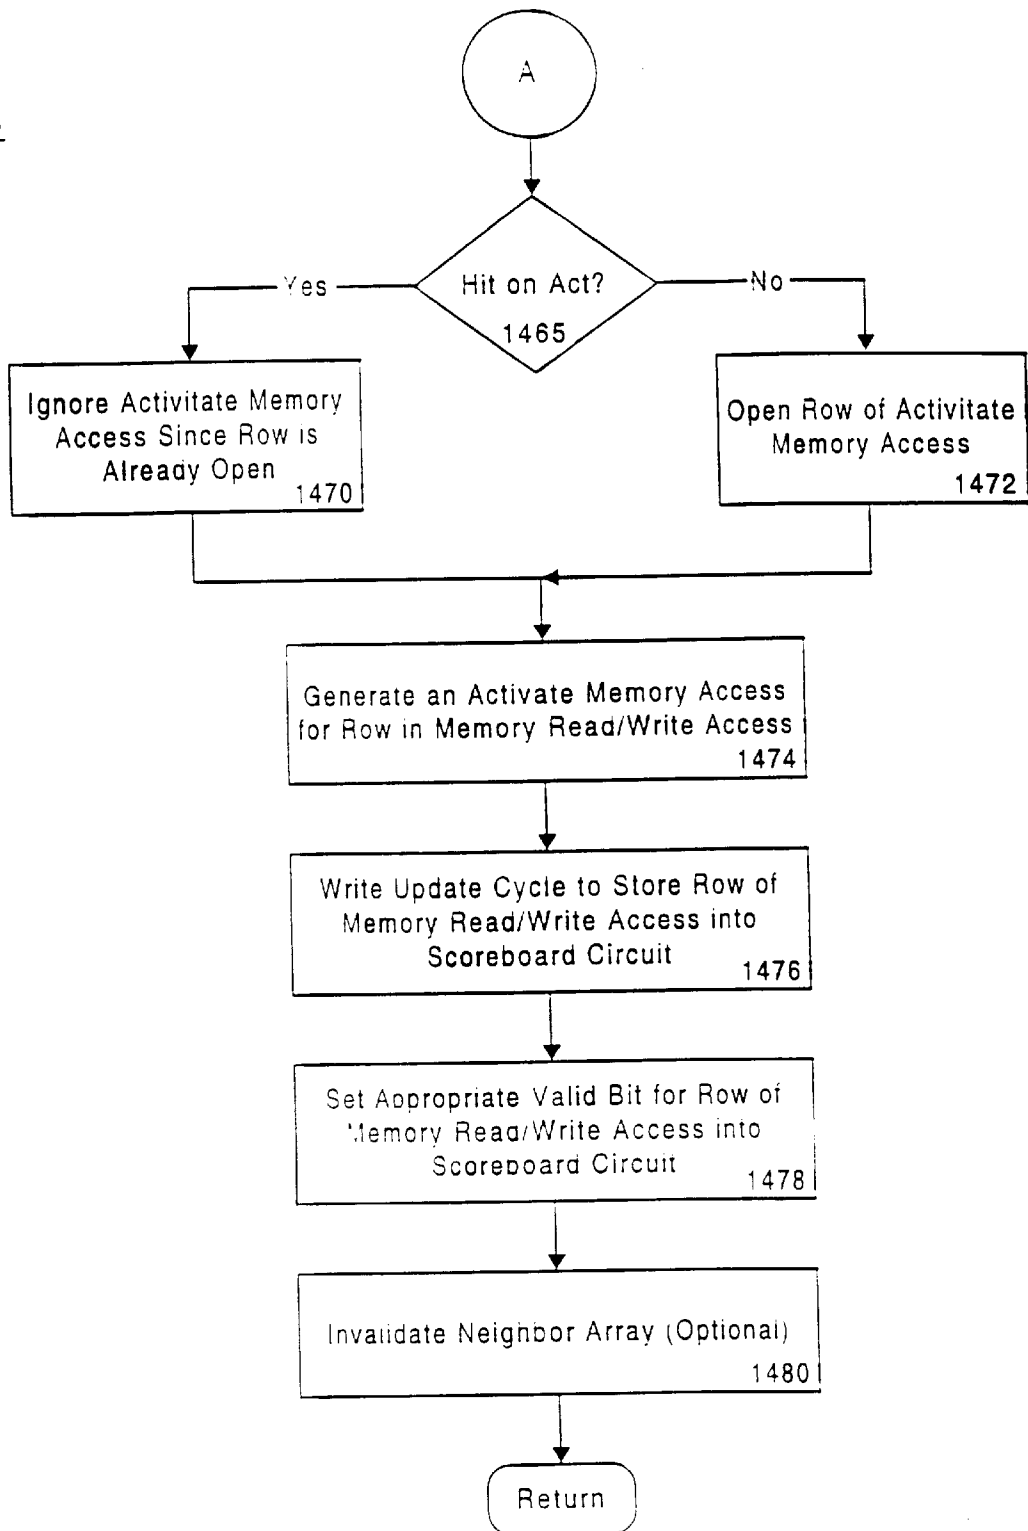 A
Hit on Act?
1465
Yes
No
Ignore Activitate Memory
Access Since Row is
Already Open
1470
Open Row of Activitate
Memory Access
1472
Generate an Activate Memory Access
for Row in Memory Read/Write Access
1474
Write Update Cycle to Store Row of
Memory Read/Write Access into
Scoreboard Circuit
1476
Set Appropriate Valid Bit for Row of
Memory Read/Write Access into
Scoreboard Circuit
1478
Invalidate Neighbor Array (Optional)
1480
Return